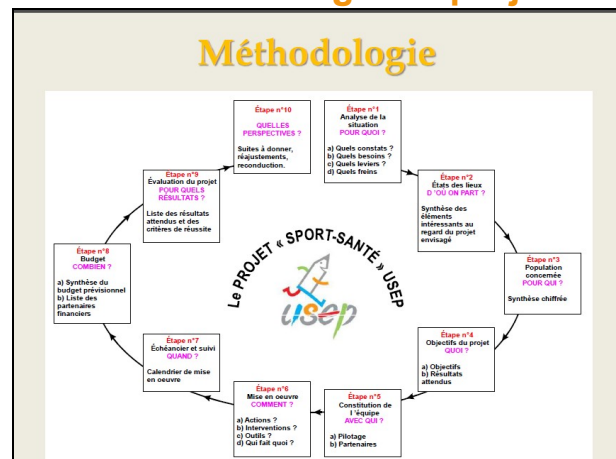 Méthodologie
Étape n°1
Analyse de la
situation
POUR QUOI ?
a) Quels constats ?
b) Quels besoins ?
c) Quels leviers ?
d) Quels freins
Étape n°2
États des lieux
D 'OÙ ON PART ?
Synthèse des
éléments
intéressants au
regard du projet
envisagé
Étape n°3
Population
concernée
POUR QUI ?
Synthèse chiffrée
Étape n°4
Objectifs du projet
QUOI ?
a) Objectifs
b) Résultats
attendus
Étape n°5
Constitution de
l 'équipe
AVEC QUI ?
a) Pilotage
b) Partenaires
Étape n°6
Mise en oeuvre
COMMENT ?
a) Actions ?
b) Interventions ?
c) Outils ?
d) Qui fait quoi ?
Étape n°7
Échéancier et suivi
QUAND ?
Calendrier de mise
en oeuvre
Étape n°8
Budget
COMBIEN ?
a) Synthèse du
budget prévisionnel
b) Liste des
partenaires
financiers
Étape n°9
Évaluation du projet
POUR QUELS
RÉSULTATS ?
Liste des résultats
attendus et des
critères de réussite
Étape n°10
QUELLES
PERSPECTIVES ?
Suites à donner,
réajustements,
reconduction.
Le PROJET « SPORT-SANTÉ » USEP
usep